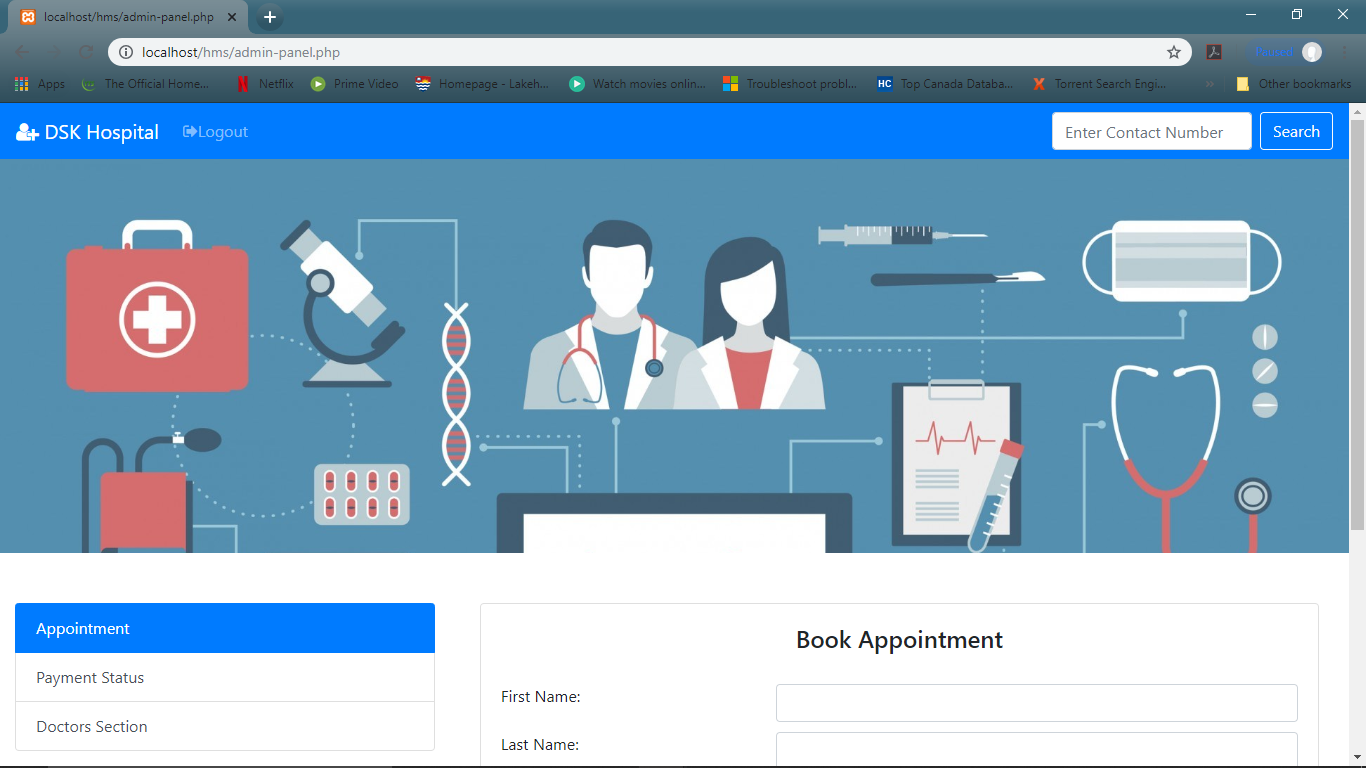 localhost/hms/admin-panel.php
localhost/hms/admin-panel.php
Paused
Apps
The Official Home...
Netflix
Prime Video
Homepage - Lakeh...
Watch movies onlin...
Troubleshoot probl...
HC
Top Canada Databa...
Torrent Search Engi...
Other bookmarks
DSK Hospital
Logout
Enter Contact Number
Search
Appointment
Payment Status
Doctors Section
Book Appointment
First Name:
Last Name: